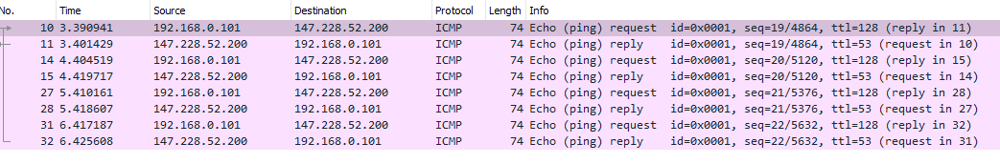 No. Time Source Destination Protocol Length Info
10 3.390941 192.168.0.101 147.228.52.200 ICMP 74 Echo (ping) request id=0x0001, seq=19/4864, ttl=128 (reply in 11)
11 3.401429 147.228.52.200 192.168.0.101 ICMP 74 Echo (ping) reply id=0x0001, seq=19/4864, ttl=53 (request in 10)
14 4.404519 192.168.0.101 147.228.52.200 ICMP 74 Echo (ping) request id=0x0001, seq=20/5120, ttl=128 (reply in 15)
15 4.419717 147.228.52.200 192.168.0.101 ICMP 74 Echo (ping) reply id=0x0001, seq=20/5120, ttl=53 (request in 14)
27 5.410161 192.168.0.101 147.228.52.200 ICMP 74 Echo (ping) request id=0x0001, seq=21/5376, ttl=128 (reply in 28)
28 5.418607 147.228.52.200 192.168.0.101 ICMP 74 Echo (ping) reply id=0x0001, seq=21/5376, ttl=53 (request in 27)
31 6.417187 192.168.0.101 147.228.52.200 ICMP 74 Echo (ping) request id=0x0001, seq=22/5632, ttl=128 (reply in 32)
32 6.425608 147.228.52.200 192.168.0.101 ICMP 74 Echo (ping) reply id=0x0001, seq=22/5632, ttl=53 (request in 31)